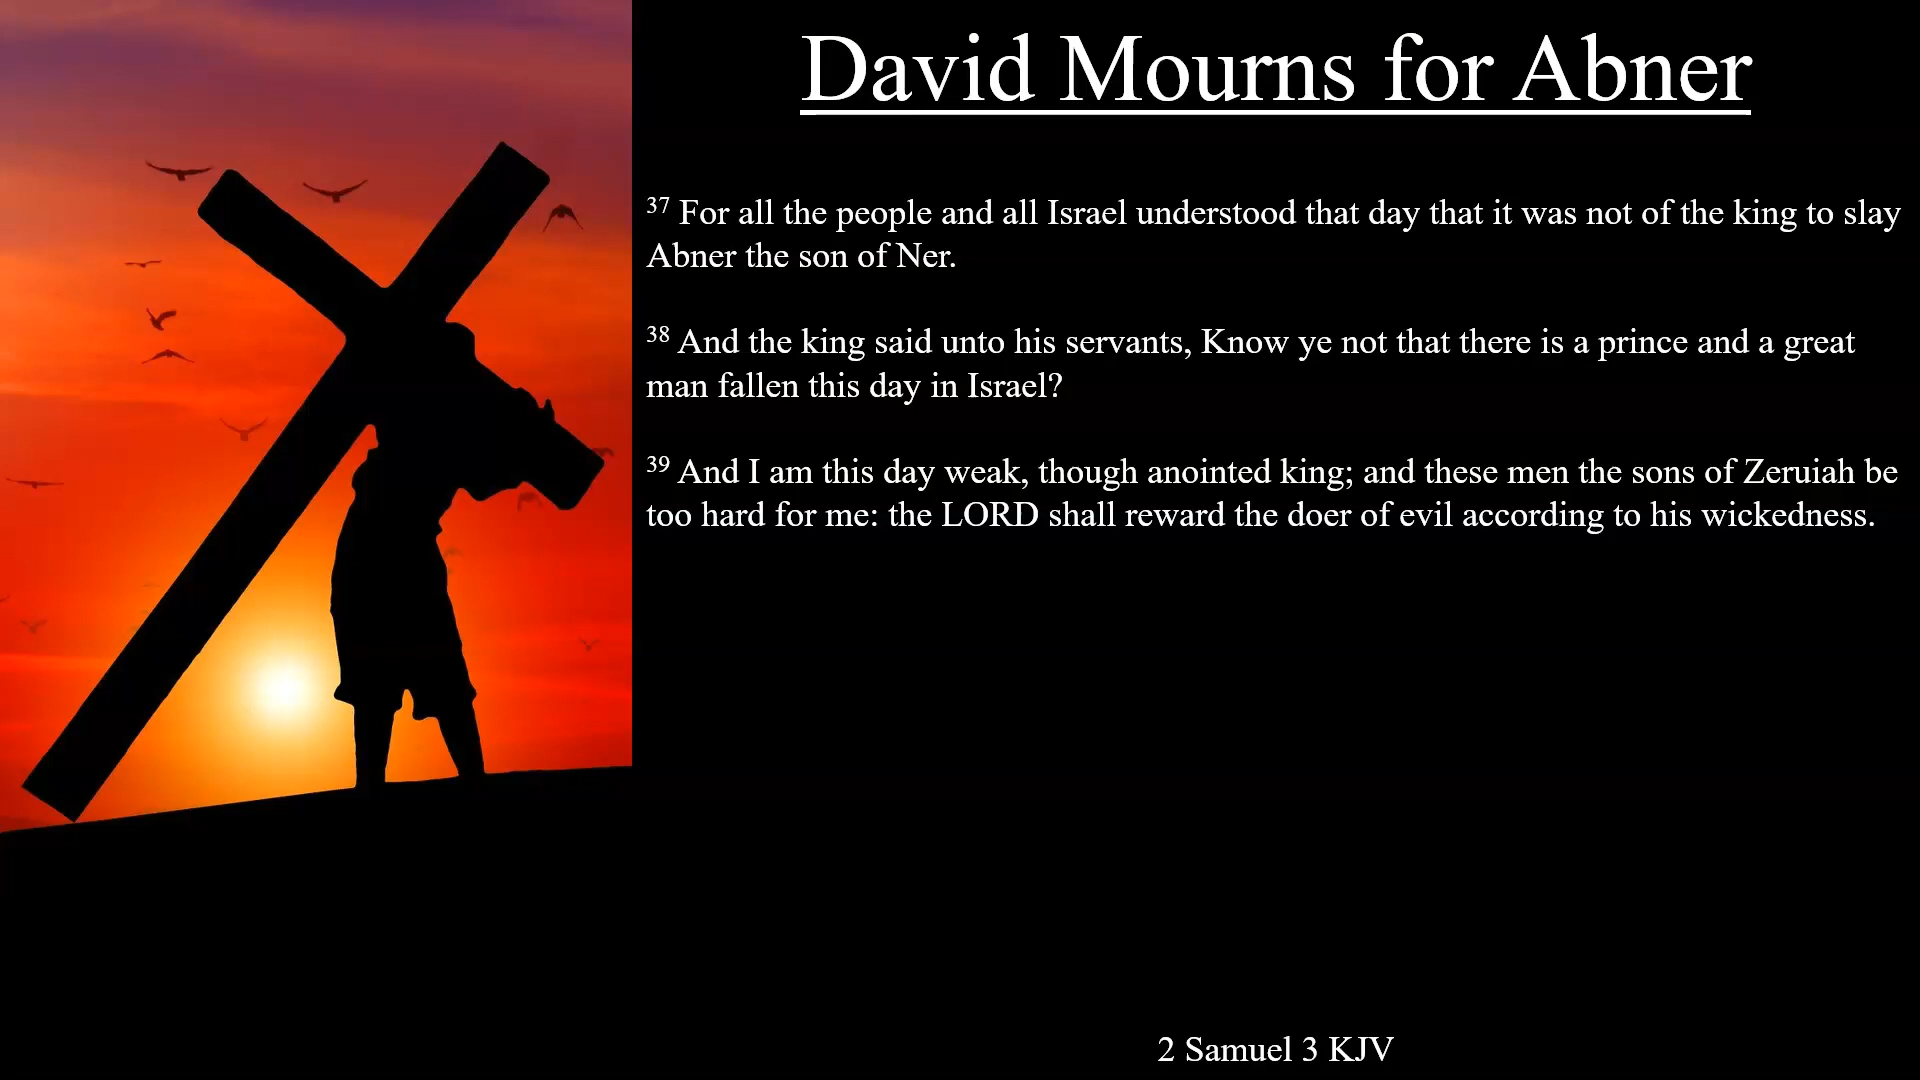 David Mourns for Abner
37 For all the people and all Israel understood that day that it was not of the king to slay
Abner the son of Ner.
38 And the king said unto his servants, Know ye not that there is a prince and a great
man fallen this day in Israel?
39 And I am this day weak, though anointed king; and these men the sons of Zeruiah be
too hard for me: the LORD shall reward the doer of evil according to his wickedness.
2 Samuel 3 KJV